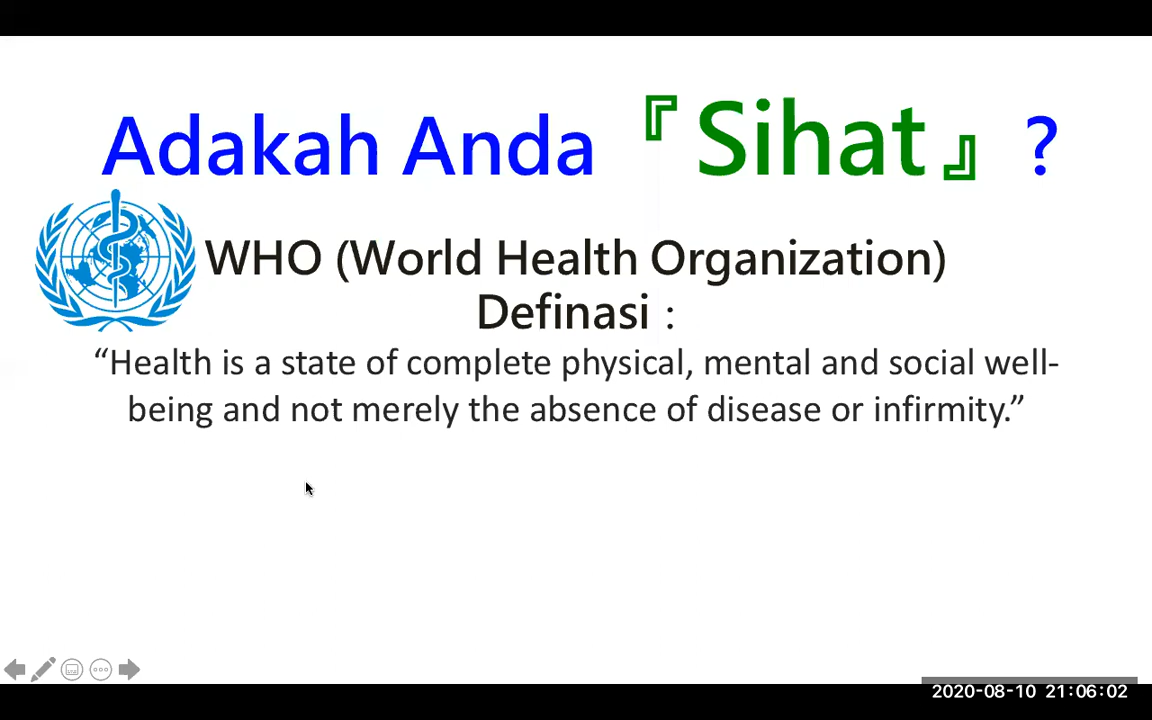 Adakah Anda『Sihat』?
WHO (World Health Organization)
Definasi :
“Health is a state of complete physical, mental and social well-
being and not merely the absence of disease or infirmity.”
2020-08-10 21:06:02